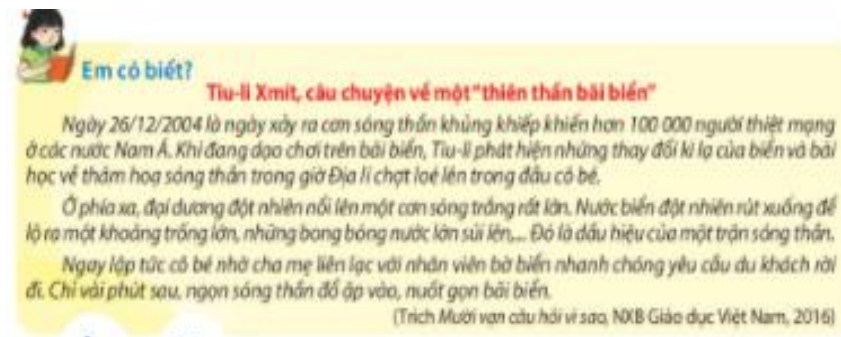 Em có biết?
Tiu-li Xmít, câu chuyện về một "thiên thần bãi biển"
Ngày 26/12/2004 là ngày xảy ra cơn sóng thần khủng khiếp khiến hơn 100 000 người thiệt mạng
ở các nước Nam Á. Khi đang dạo chơi trên bãi biển, Tiu-li phát hiện những thay đổi kì lạ của biển và bài
học về thảm hoạ sóng thần trong giờ Địa lí chợt loé lên trong đầu cô bé.
Ở phía xa, đại dương đột nhiên nổi lên một cơn sóng trắng rất lớn. Nước biển đột nhiên rút xuống để
lộ ra một khoảng trống lớn, những bong bóng nước lớn sủi lên,... Đó là dấu hiệu của một trận sóng thần.
Ngay lập tức cô bé nhờ cha mẹ liên lạc với nhân viên bờ biển nhanh chóng yêu cầu du khách rời
đi. Chỉ vài phút sau, ngọn sóng thần đổ ập vào, nuốt gọn bãi biển.
(Trích Mười vạn câu hỏi vì sao, NXB Giáo dục Việt Nam, 2016)